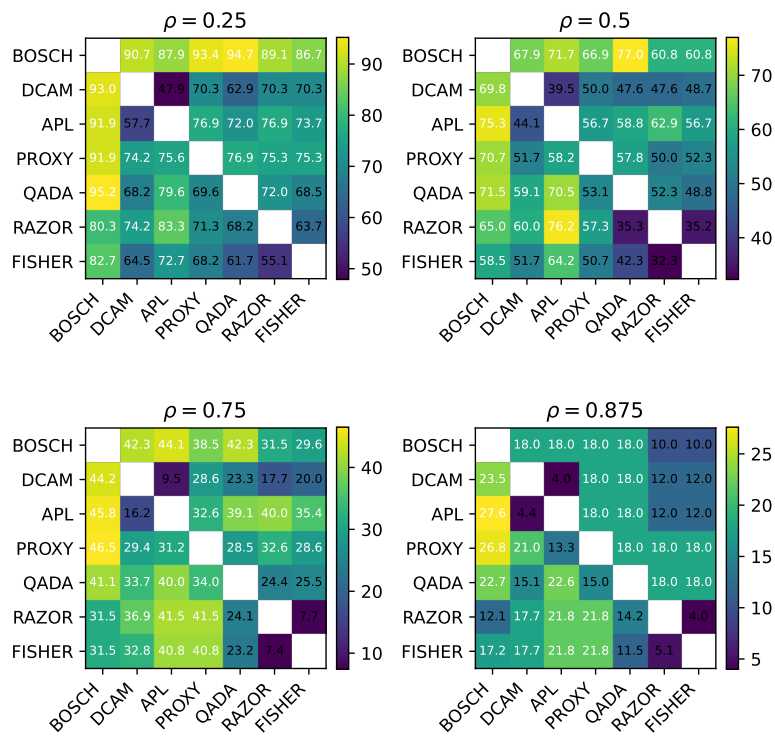 ρ = 0.25
BOSCH 90.7 87.9 93.4 94.7 89.1 86.7
DCAM 93.0 47.9 70.3 62.9 70.3 70.3
APL 91.9 57.7 76.9 72.0 76.9 73.7
PROXY 91.9 74.2 75.6 76.9 75.3 75.3
QADA 95.2 68.2 79.6 69.6 72.0 68.5
RAZOR 80.3 74.2 83.3 71.3 68.2 63.7
FISHER 82.7 64.5 72.7 68.2 61.7 55.1
BOSCH DCAM APL PROXY QADA RAZOR FISHER
90
80
70
60
50
ρ = 0.5
BOSCH 67.9 71.7 66.9 77.0 60.8 60.8
DCAM 69.8 39.5 50.0 47.6 47.6 48.7
APL 75.3 44.1 56.7 58.8 62.9 56.7
PROXY 70.7 51.7 58.2 57.8 50.0 52.3
QADA 71.5 59.1 70.5 53.1 52.3 48.8
RAZOR 65.0 60.0 76.2 57.3 35.3 35.2
FISHER 58.5 51.7 64.2 50.7 42.3 32.3
BOSCH DCAM APL PROXY QADA RAZOR FISHER
70
60
50
40
ρ = 0.75
BOSCH 42.3 44.1 38.5 42.3 31.5 29.6
DCAM 44.2 9.5 28.6 23.3 17.7 20.0
APL 45.8 16.2 32.6 39.1 40.0 35.4
PROXY 46.5 29.4 31.2 28.5 32.6 28.6
QADA 41.1 33.7 40.0 34.0 24.4 25.5
RAZOR 31.5 36.9 41.5 41.5 24.1 7.7
FISHER 31.5 32.8 40.8 40.8 23.2 7.4
BOSCH DCAM APL PROXY QADA RAZOR FISHER
40
30
20
10
ρ = 0.875
BOSCH 18.0 18.0 18.0 18.0 10.0 10.0
DCAM 23.5 4.0 18.0 18.0 12.0 12.0
APL 27.6 4.4 18.0 18.0 12.0 12.0
PROXY 26.8 21.0 13.3 18.0 18.0 18.0
QADA 22.7 15.1 22.6 15.0 18.0 18.0
RAZOR 12.1 17.7 21.8 21.8 14.2 4.0
FISHER 17.2 17.7 21.8 21.8 11.5 5.1
BOSCH DCAM APL PROXY QADA RAZOR FISHER
25
20
15
10
5